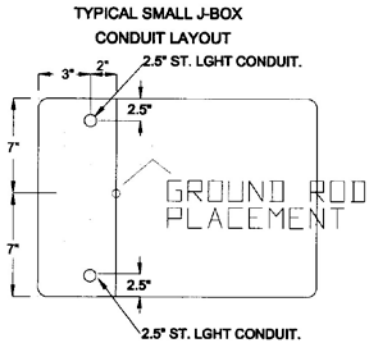 TYPICAL SMALL J-BOX
CONDUIT LAYOUT
2.5" ST. LGHT CONDUIT.
3"
2"
2.5"
7"
GROUND ROD
PLACEMENT
7"
2.5"
2.5" ST. LGHT CONDUIT.